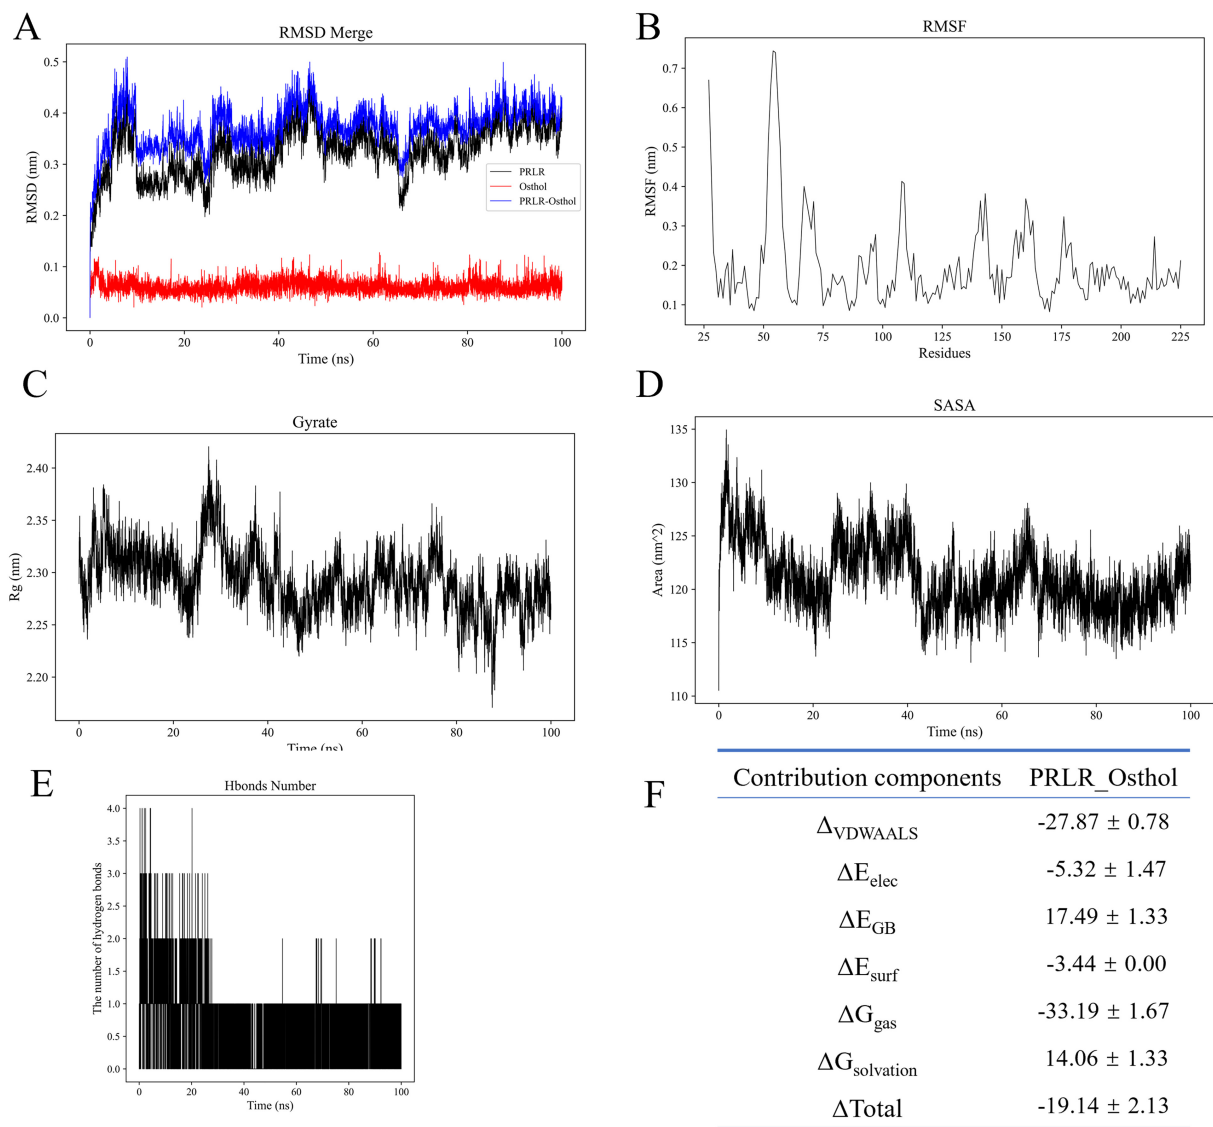 A
RMSD Merge
RMSD (nm)
0.5
0.4
0.3
0.2
0.1
0.0
PRLR
Osthol
PRLR-Osthol
0 20 40 60 80 100
Time (ns)
B
RMSF
RMSF (nm)
0.7
0.6
0.5
0.4
0.3
0.2
0.1
25 50 75 100 125 150 175 200 225
Residues
C
Gyrate
Rg (nm)
2.40
2.35
2.30
2.25
2.20
0 20 40 60 80 100
Time (ns)
D
SASA
Area (nm^2)
135
130
125
120
115
110
0 20 40 60 80 100
Time (ns)
E
Hbonds Number
The number of hydrogen bonds
4.0
3.5
3.0
2.5
2.0
1.5
1.0
0.5
0.0
0 20 40 60 80 100
Time (ns)
F
Contribution components PRLR_Osthol
ΔVDWAALS -27.87 ± 0.78
ΔEelec -5.32 ± 1.47
ΔEGB 17.49 ± 1.33
ΔEsurf -3.44 ± 0.00
ΔGgas -33.19 ± 1.67
ΔGsolvation 14.06 ± 1.33
ΔTotal -19.14 ± 2.13